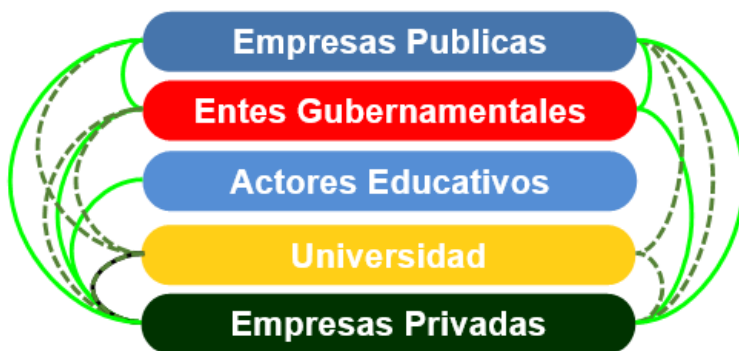 Empresas Publicas
Entes Gubernamentales
Actores Educativos
Universidad
Empresas Privadas